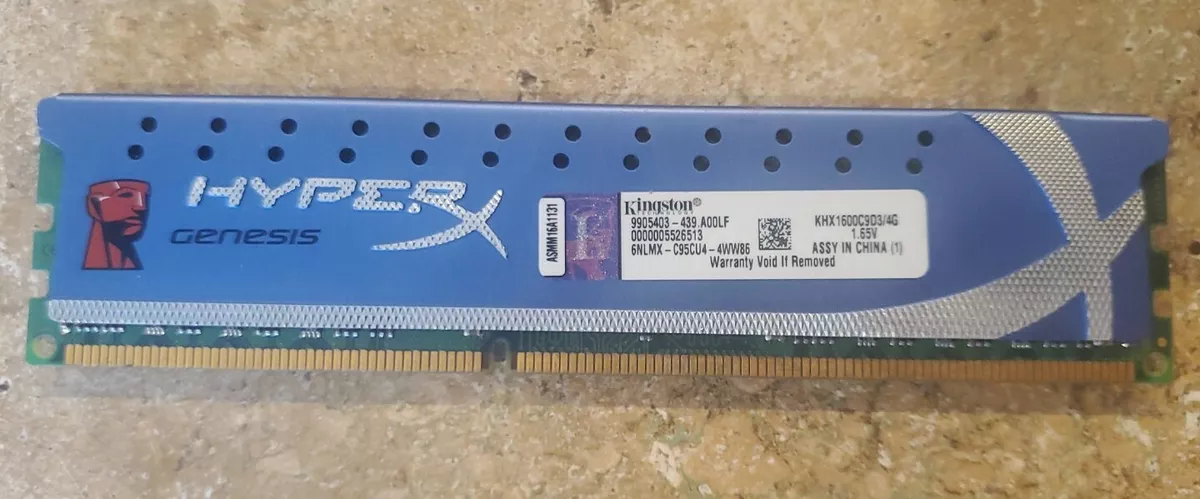 HYPERX
GENESIS
ASMM16A1131
Kingston®
TECHNOLOGY
9905403-439.A00LF
0000005526513
6NLMX-C95CU4-4WW86
Warranty Void If Removed
KHX1600C9D3/4G
1.65V
ASSY IN CHINA (1)